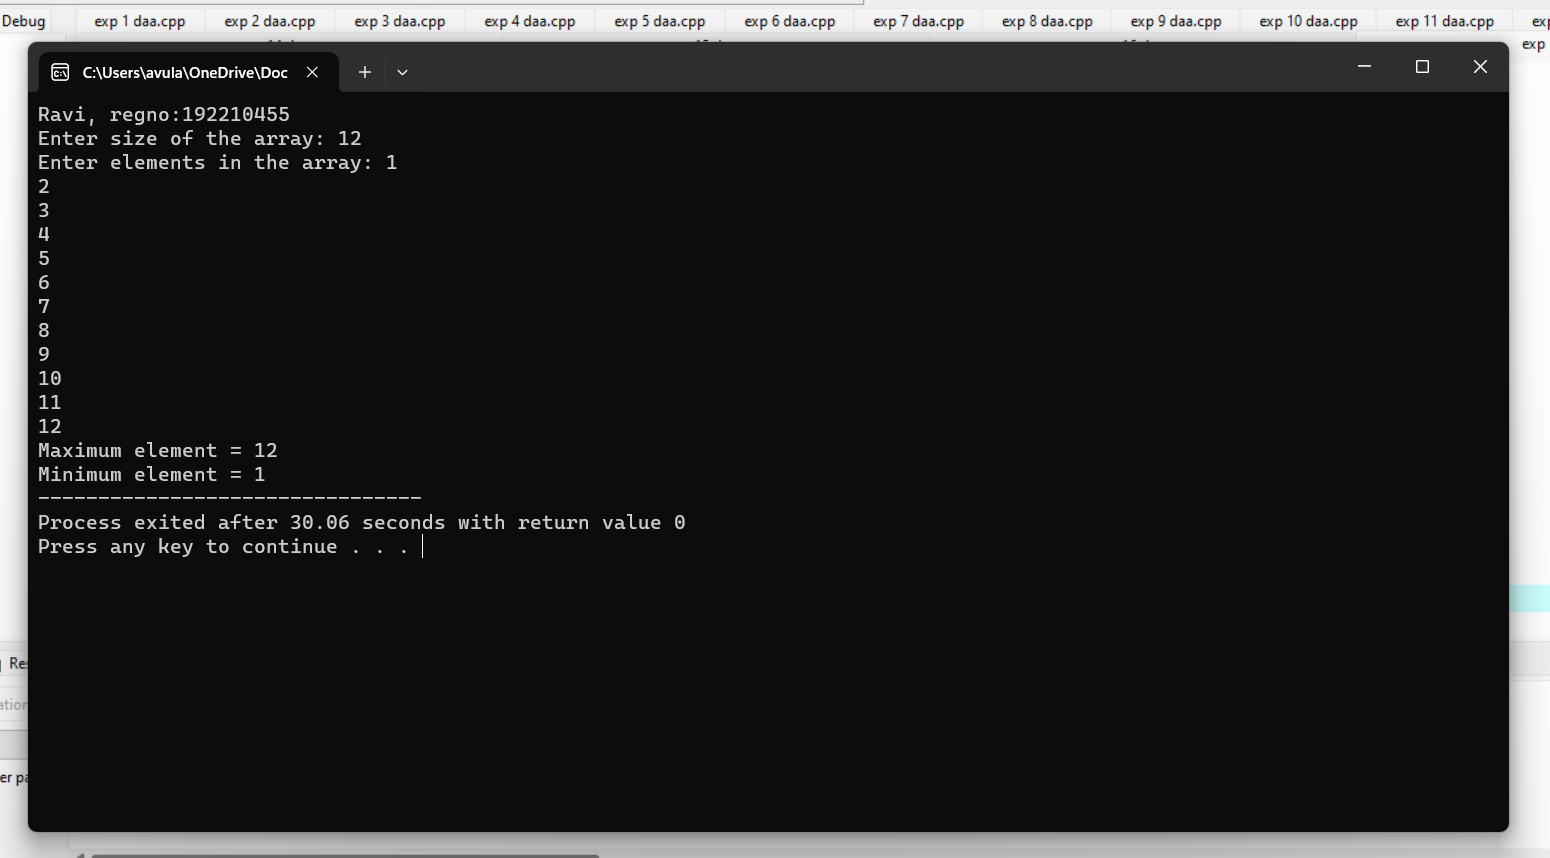 Debug exp 1 daa.cpp exp 2 daa.cpp exp 3 daa.cpp exp 4 daa.cpp exp 5 daa.cpp exp 6 daa.cpp exp 7 daa.cpp exp 8 daa.cpp exp 9 daa.cpp exp 10 daa.cpp exp 11 daa.cpp
exp
C:\Users\avula\OneDrive\Doc
Ravi, regno:192210455
Enter size of the array: 12
Enter elements in the array: 1
2
3
4
5
6
7
8
9
10
11
12
Maximum element = 12
Minimum element = 1
--------------------------------
Process exited after 30.06 seconds with return value 0
Press any key to continue . . .